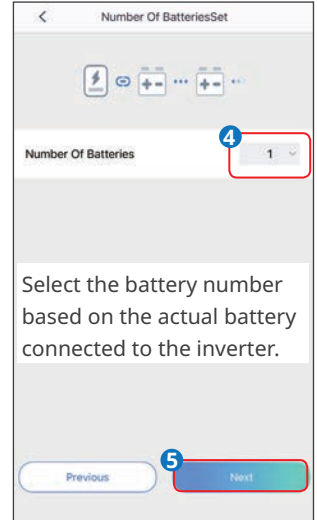 Number Of BatteriesSet
Number Of Batteries
4
1
Select the battery number
based on the actual battery
connected to the inverter.
5
Previous
Next